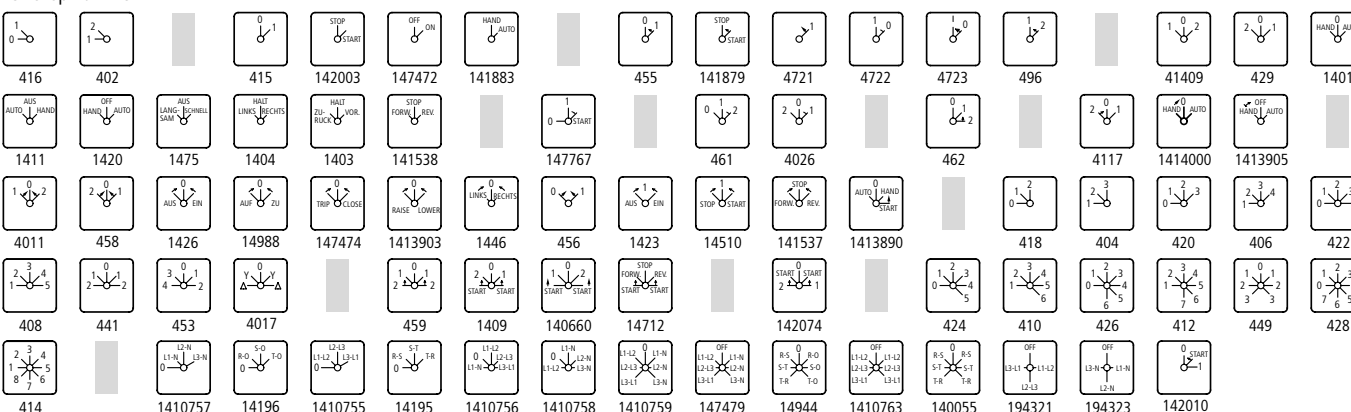 1 0
2 1
0 1
STOP START
OFF ON
HAND AUTO
0 1
STOP START
1
1 0
0
1 2
1 0 2
2 0 1
HAND 0
416 402 415 142003 147472 141883 455 141879 4721 4722 4723 496 41409 429 1401
AUS AUTO HAND
OFF HAND AUTO
AUS LANG-SAM SCHNELL
HALT LINKS RECHTS
HALT ZU-RUCK VOR.
STOP FORW. REV.
1 0 START
0 1 2
2 0 1
0 1 2
2 0 1
0 HAND AUTO
OFF HAND AUTO
1411 1420 1475 1404 1403 141538 147767 461 4026 462 4117 1414000 1413905
1 0 2
2 0 1
0 AUS EIN
0 AUF ZU
0 TRIP CLOSE
0 RAISE LOWER
0 LINKS RECHTS
0 1
1 AUS EIN
1 STOP START
STOP FORW. REV.
0 AUTO HAND START
0 1 2
1 2 3
0 1 2 3
1 2 3 4
0 1 2 3
4011 458 1426 14988 147474 1413903 1446 456 1423 14510 141537 1413890 418 404 420 406 422
1 2 3 4 5
2 1 0 1 2
4 3 0 1 2
0 Y Y Δ Δ
0 1 1 2 2
0 2 1 START START
0 1 2 START START
STOP FORW. REV. START START
0 START START 2 1
0 1 2 3 4 5
1 2 3 4 5 6
0 1 2 3 4 5 6
1 2 3 4 5 6 7
0 1 1 2 2 3 3
0 1 2 3 5 6 7
408 441 453 4017 459 1409 140660 14712 142074 424 410 426 412 449 428
1 2 3 4 5 6 7 8
L2-N L1-N L3-N 0
S-O R-O T-O 0
L2-L3 L1-L2 L3-L1 0
S-T R-S T-R 0
L1-L2 0 L2-L3 L1-N L3-L1
L1-N 0 L2-N L1-L2 L3-N
0 L1-L2 L1-N L2-L3 L2-N L3-L1 L3-N
OFF L1-L2 L1-N L2-L3 L2-N L3-L1 L3-N
0 R-S R-O S-T S-O T-R T-O
OFF L1-L2 L1-L2 L2-L3 L2-L3 L3-L1 L3-L1
0 R-S R-S S-T S-T T-R T-R
OFF L3-L1 L1-L2 L2-L3
OFF L3-N L1-N L2-N
0 START 1
414 1410757 14196 1410755 14195 1410756 1410758 1410759 147479 14944 1410763 140055 194321 194323 142010